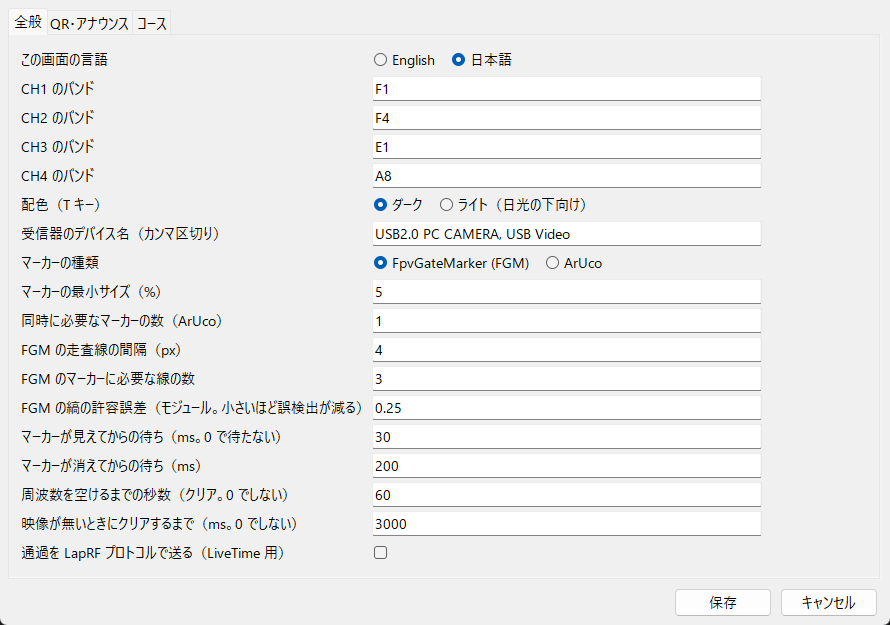 全般 QR・アナウンス コース
この画面の言語 English 日本語
CH1 のバンド F1
CH2 のバンド F4
CH3 のバンド E1
CH4 のバンド A8
配色（T キー） ダーク ライト（日光の下向け）
受信器のデバイス名（カンマ区切り） USB2.0 PC CAMERA, USB Video
マーカーの種類 FpvGateMarker (FGM) ArUco
マーカーの最小サイズ（%） 5
同時に必要なマーカーの数（ArUco） 1
FGM の走査線の間隔（px） 4
FGM のマーカーに必要な線の数 3
FGM の縞の許容誤差（モジュール。小さいほど誤検出が減る） 0.25
マーカーが見えてからの待ち（ms。0 で待たない） 30
マーカーが消えてからの待ち（ms） 200
周波数を空けるまでの秒数（クリア。0 でしない） 60
映像が無いときにクリアするまで（ms。0 でしない） 3000
通過を LapRF プロトコルで送る（LiveTime 用）
保存 キャンセル